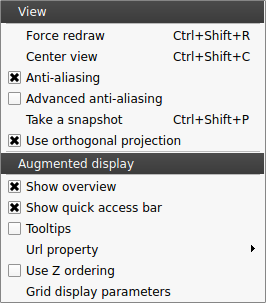 View
Force redraw Ctrl+Shift+R
Center view Ctrl+Shift+C
Anti-aliasing
Advanced anti-aliasing
Take a snapshot Ctrl+Shift+P
Use orthogonal projection
Augmented display
Show overview
Show quick access bar
Tooltips
Url property
Use Z ordering
Grid display parameters